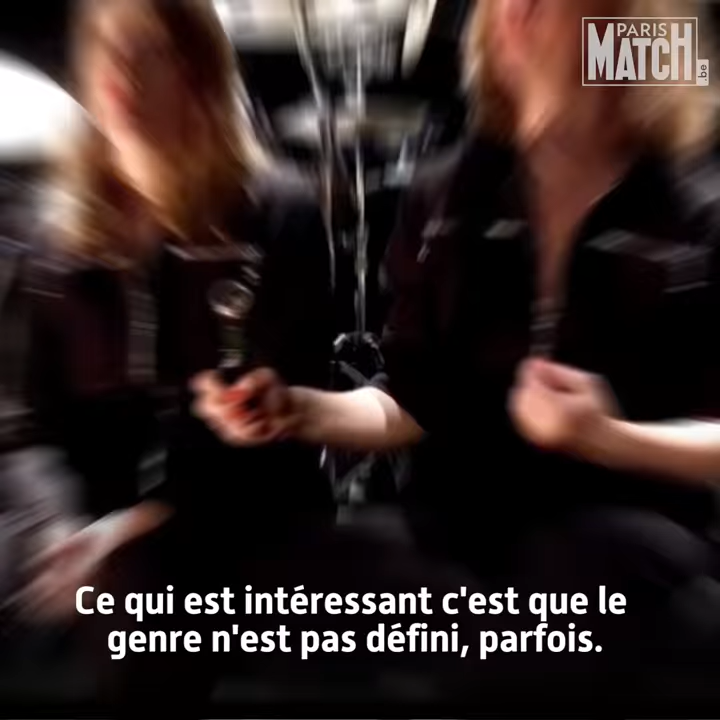 PARIS
MATCH
.be
Ce qui est intéressant c'est que le
genre n'est pas défini, parfois.